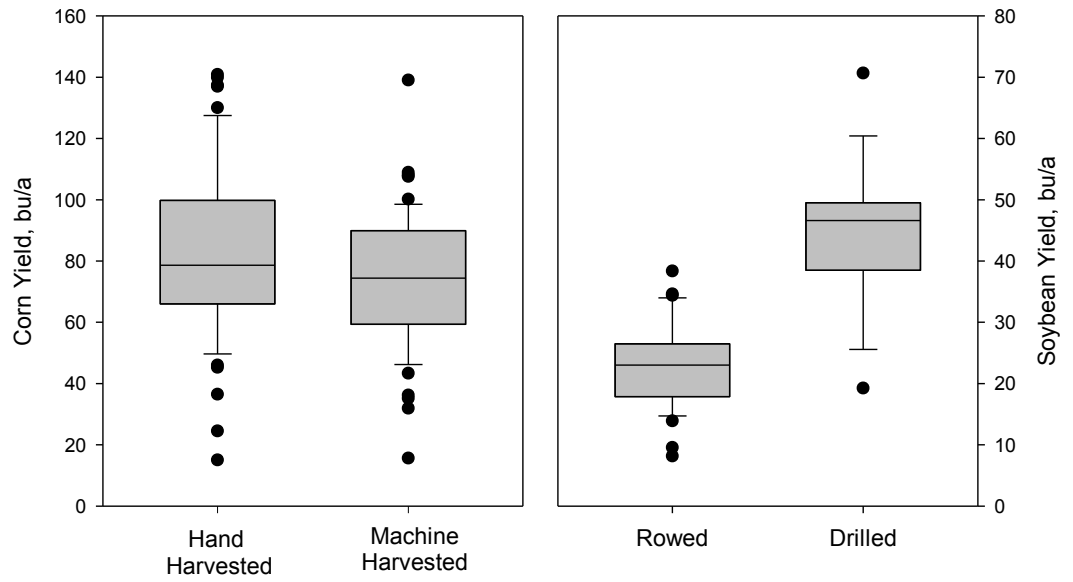 Corn Yield, bu/a
160
140
120
100
80
60
40
20
0
Hand
Harvested
Machine
Harvested
Rowed
Drilled
80
70
60
50
40
30
20
10
0
Soybean Yield, bu/a